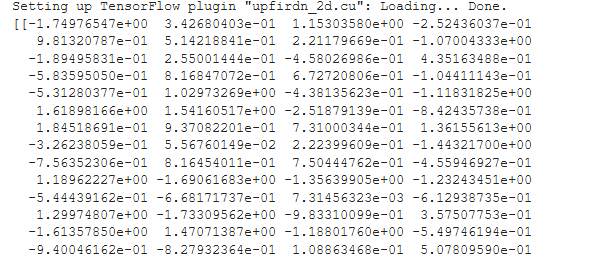 Setting up TensorFlow plugin "upfirdn_2d.cu": Loading... Done.
[[-1.74976547e+00 3.42680403e-01 1.15303580e+00 -2.52436037e-01
9.81320787e-01 5.14218841e-01 2.21179669e-01 -1.07004333e+00
-1.89495831e-01 2.55001444e-01 -4.58026986e-01 4.35163488e-01
-5.83595050e-01 8.16847072e-01 6.72720806e-01 -1.04411143e-01
-5.31280377e-01 1.02973269e+00 -4.38135623e-01 -1.11831825e+00
1.61898166e+00 1.54160517e+00 -2.51879139e-01 -8.42435738e-01
1.84518691e-01 9.37082201e-01 7.31000344e-01 1.36155613e+00
-3.26238059e-01 5.56760149e-02 2.22399609e-01 -1.44321700e+00
-7.56352306e-01 8.16454011e-01 7.50444762e-01 -4.55946927e-01
1.18962227e+00 -1.69061683e+00 -1.35639905e+00 -1.23243451e+00
-5.44439162e-01 -6.68171737e-01 7.31456323e-03 -6.12938735e-01
1.29974807e+00 -1.73309562e+00 -9.83311099e-01 3.57507753e-01
-1.61357850e+00 1.47071387e+00 -1.18801760e+00 -5.49746194e-01
-9.40046162e-01 -8.27932364e-01 1.08863468e-01 5.07809590e-01